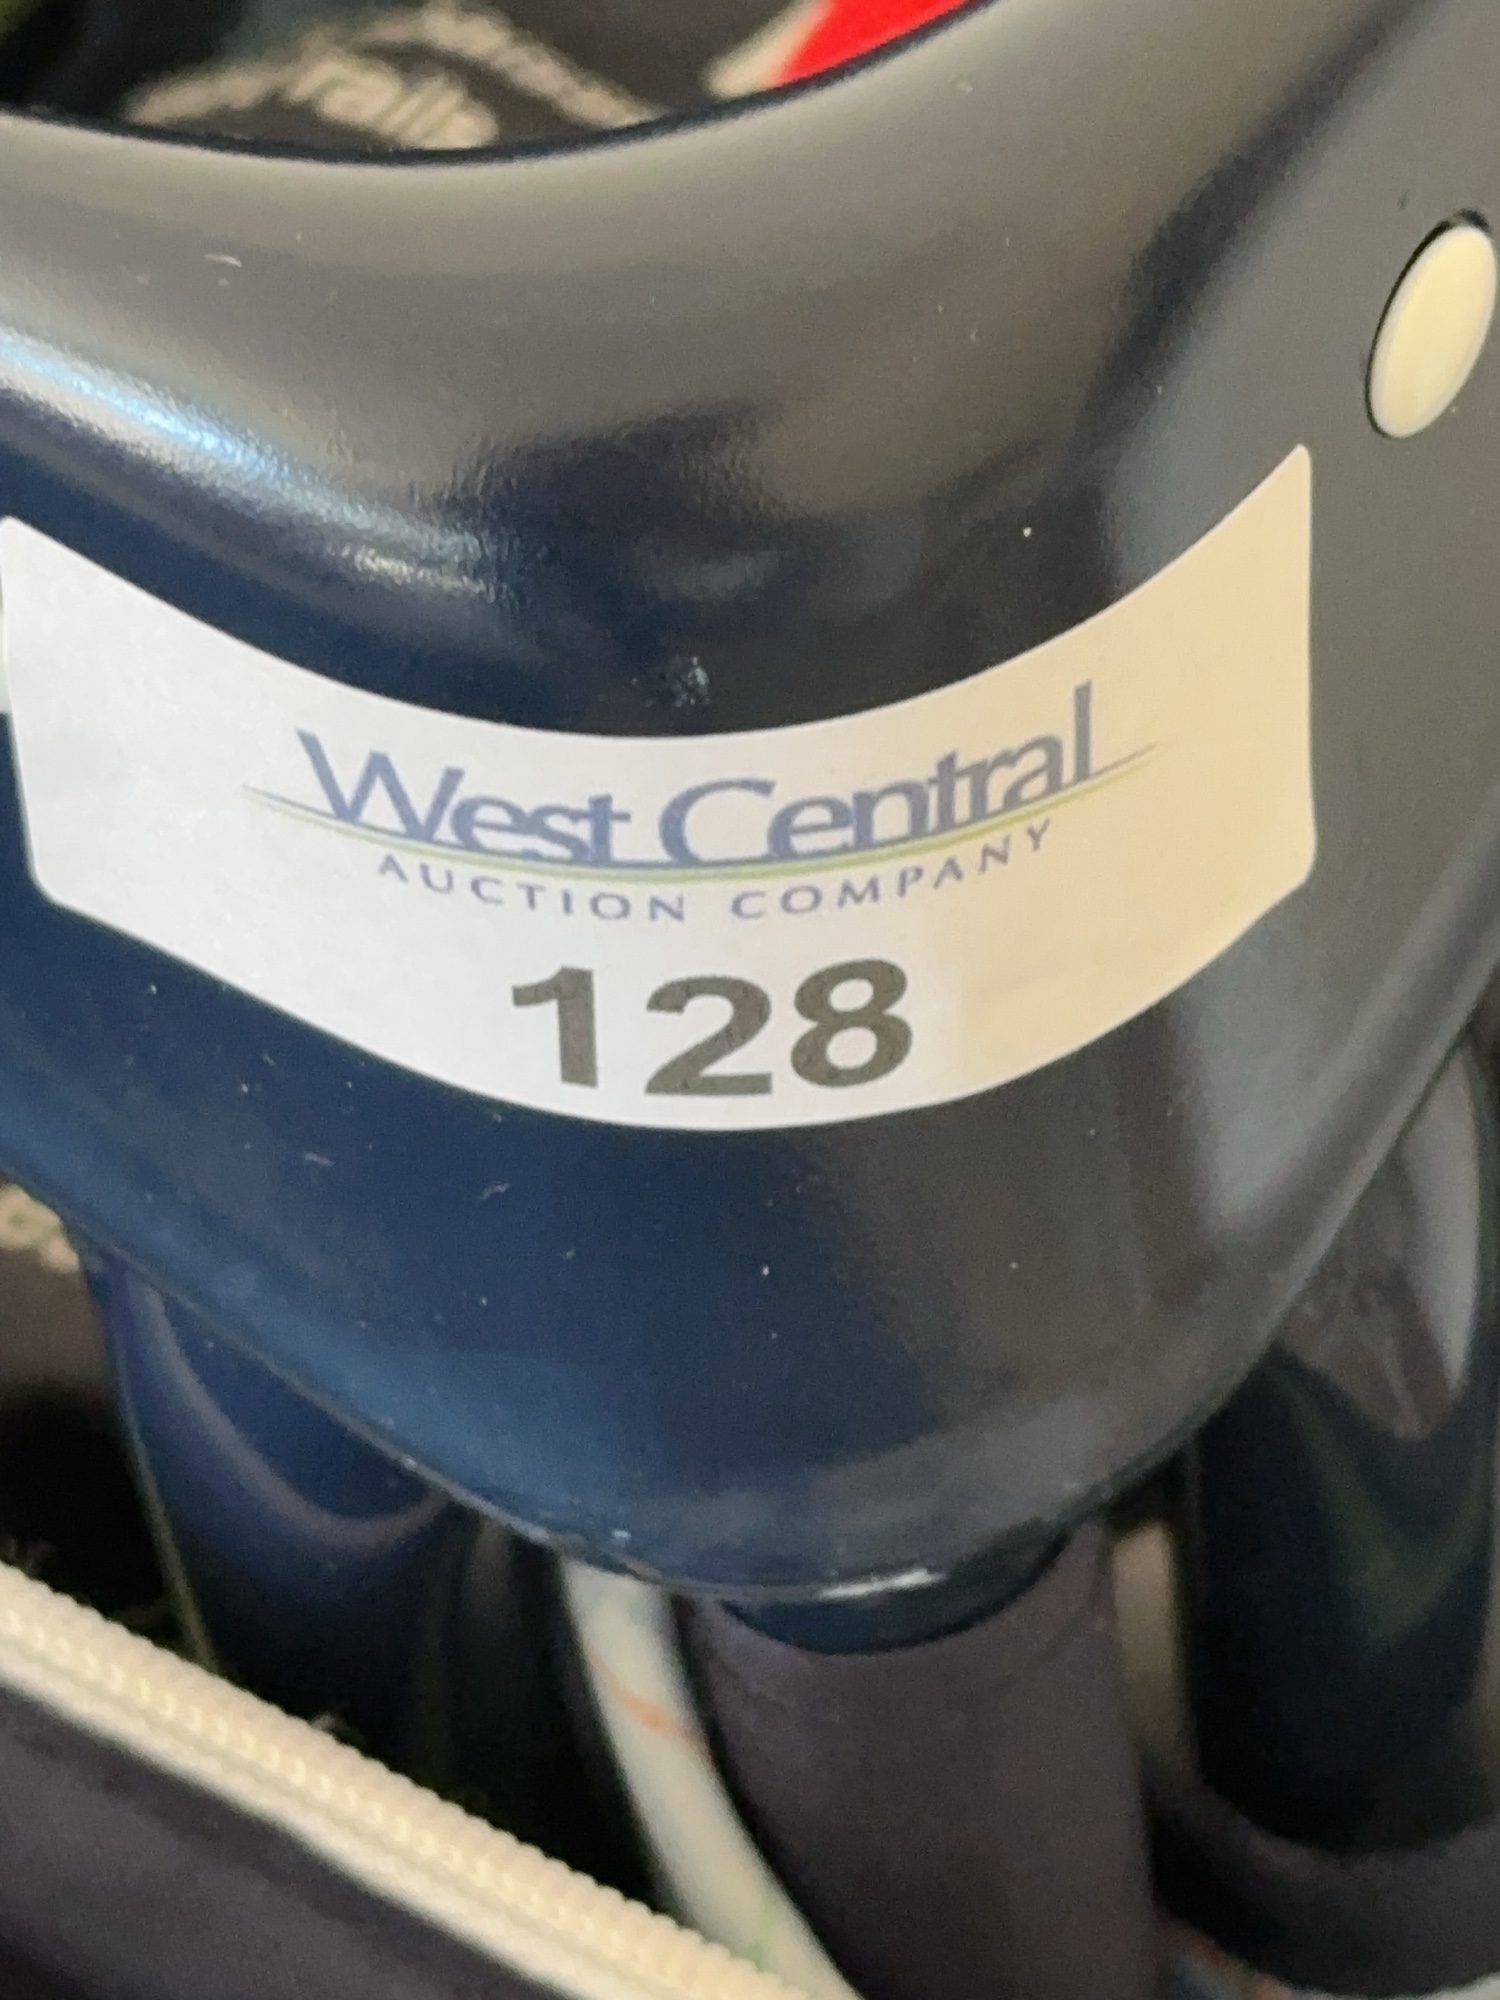 West Central
AUCTION COMPANY
128